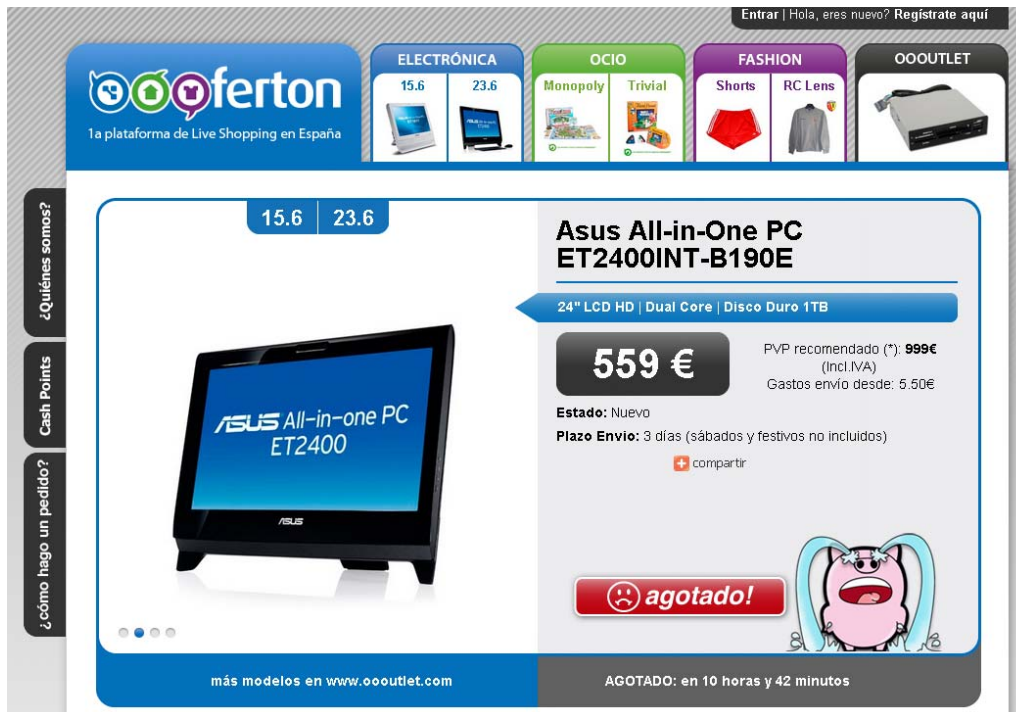 Entrar | Hola, eres nuevo? Regístrate aquí
oooferton
1a plataforma de Live Shopping en España
ELECTRÓNICA
15.6 23.6
OCIO
Monopoly Trivial
FASHION
Shorts RC Lens
OOOUTLET
¿Quiénes somos?
Cash Points
¿cómo hago un pedido?
15.6 23.6
ASUS All-in-one PC
ET2400
ASUS
Asus All-in-One PC
ET2400INT-B190E
24" LCD HD | Dual Core | Disco Duro 1TB
559 €
PVP recomendado (*): 999€
(Incl.IVA)
Gastos envío desde: 5.50€
Estado: Nuevo
Plazo Envio: 3 días (sábados y festivos no incluidos)
compartir
agotado!
más modelos en www.oooutlet.com
AGOTADO: en 10 horas y 42 minutos